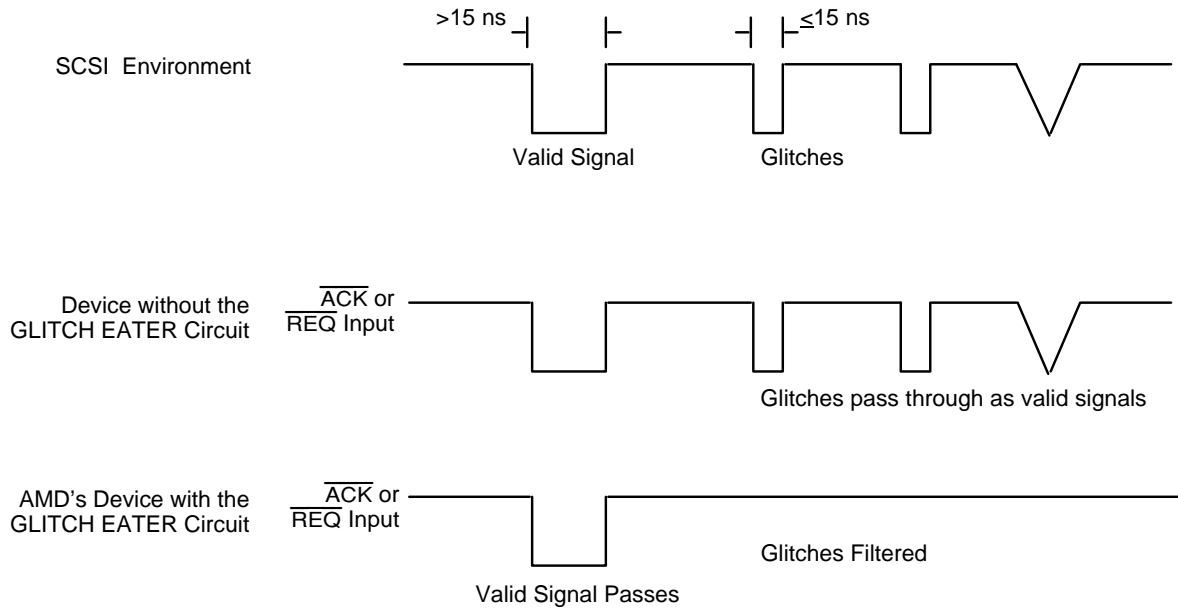 >15 ns
≤15 ns
SCSI Environment
Valid Signal
Glitches
Device without the
GLITCH EATER Circuit
ACK or
REQ Input
Glitches pass through as valid signals
AMD's Device with the
GLITCH EATER Circuit
ACK or
REQ Input
Glitches Filtered
Valid Signal Passes